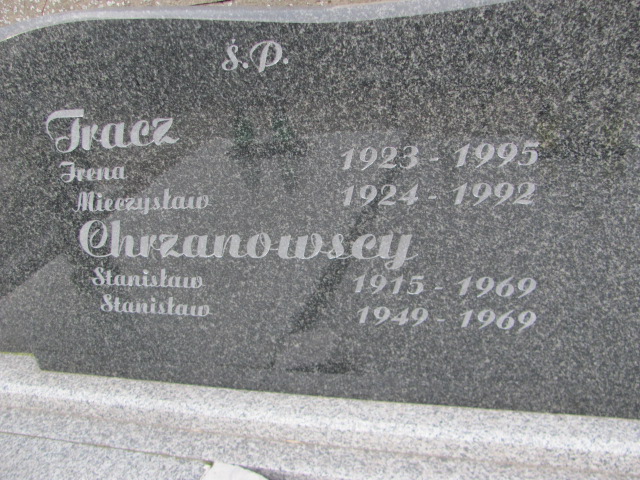 Ś.P.
Tracz
Irena 1923 - 1995
Mieczysław 1924 - 1992
Chrzanowscy
Stanisław 1915 - 1969
Stanisław 1949 - 1969